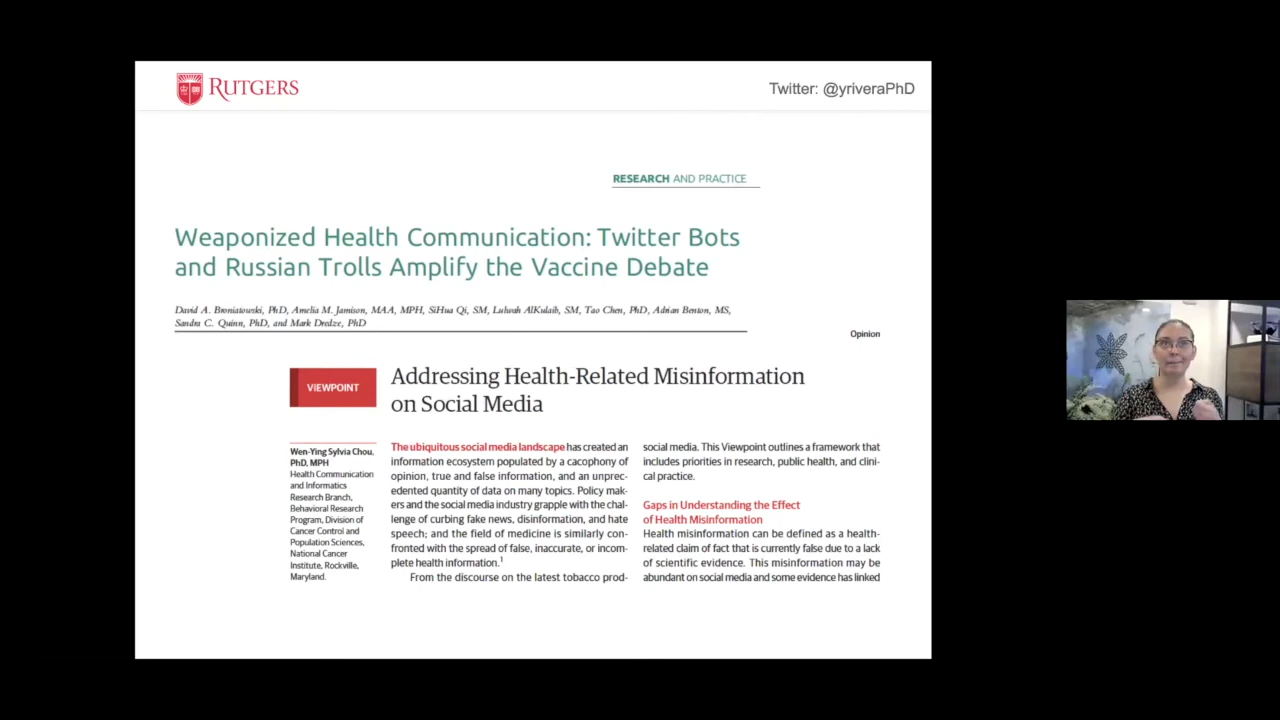 RUTGERS
Twitter: @yriveraPhD
RESEARCH AND PRACTICE
Weaponized Health Communication: Twitter Bots
and Russian Trolls Amplify the Vaccine Debate
David A. Broniatowski, PhD, Amelia M. Jamison, MAA, MPH, SiHua Qi, SM, Lulwah AlKulaib, SM, Tao Chen, PhD, Adrian Benton, MS,
Sandra C. Quinn, PhD, and Mark Dredze, PhD
Opinion
VIEWPOINT
Addressing Health-Related Misinformation
on Social Media
Wen-Ying Sylvia Chou,
PhD, MPH
Health Communication
and Informatics
Research Branch,
Behavioral Research
Program, Division of
Cancer Control and
Population Sciences,
National Cancer
Institute, Rockville,
Maryland.
The ubiquitous social media landscape has created an
information ecosystem populated by a cacophony of
opinion, true and false information, and an unprec-
edented quantity of data on many topics. Policy mak-
ers and the social media industry grapple with the chal-
lenge of curbing fake news, disinformation, and hate
speech; and the field of medicine is similarly con-
fronted with the spread of false, inaccurate, or incom-
plete health information.1
From the discourse on the latest tobacco prod-
social media. This Viewpoint outlines a framework that
includes priorities in research, public health, and clini-
cal practice.
Gaps in Understanding the Effect
of Health Misinformation
Health misinformation can be defined as a health-
related claim of fact that is currently false due to a lack
of scientific evidence. This misinformation may be
abundant on social media and some evidence has linked